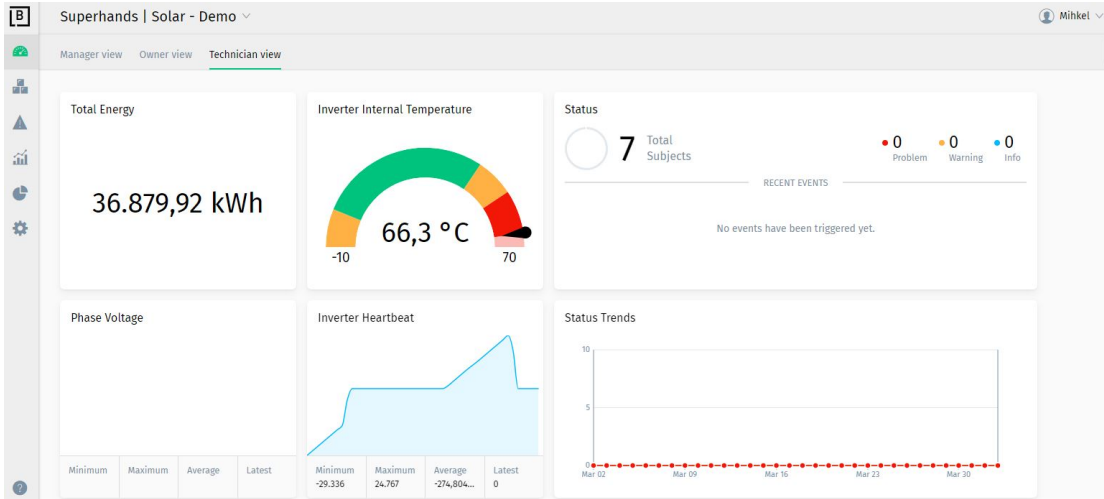 B
Superhands | Solar - Demo
Mihkel
Manager view Owner view Technician view
Total Energy
36.879,92 kWh
Inverter Internal Temperature
66,3 °C
-10 70
Status
7 Total Subjects
0 Problem
0 Warning
0 Info
RECENT EVENTS
No events have been triggered yet.
Phase Voltage
Minimum Maximum Average Latest
Inverter Heartbeat
Minimum Maximum Average Latest
-29.336 24.767 -274,804... 0
Status Trends
10
5
0
Mar 02 Mar 09 Mar 16 Mar 23 Mar 30
?